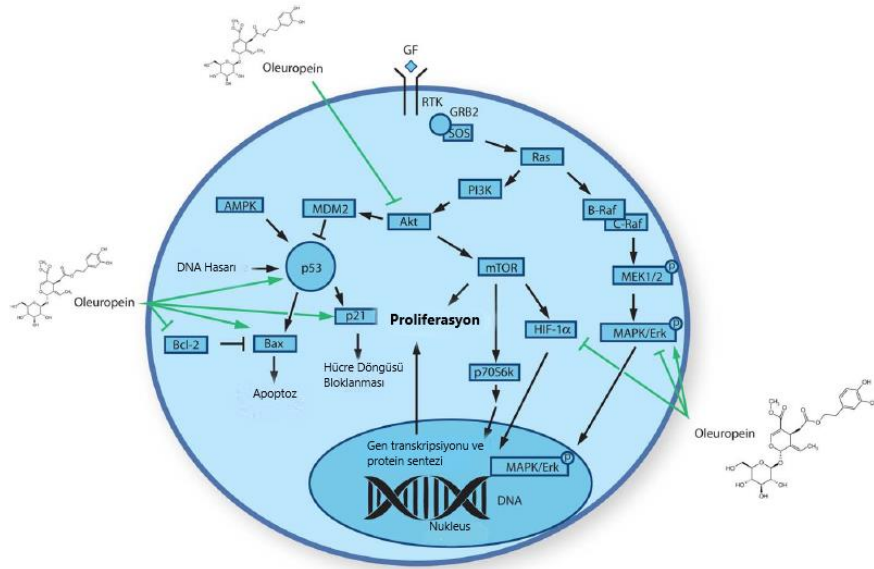 Oleuropein
GF
RTK
GRB2
SOS
Ras
PI3K
B-Raf
C-Raf
AMPK
MDM2
Akt
DNA Hasarı
p53
mTOR
MEK1/2
P
Oleuropein
p21
Proliferasyon
HIF-1α
MAPK/Erk
P
Bcl-2
Bax
p7056k
Hücre Döngüsü
Bloklanması
Apoptoz
Oleuropein
Gen transkripsiyonu ve
protein sentezi
MAPK/Erk
P
DNA
Nukleus